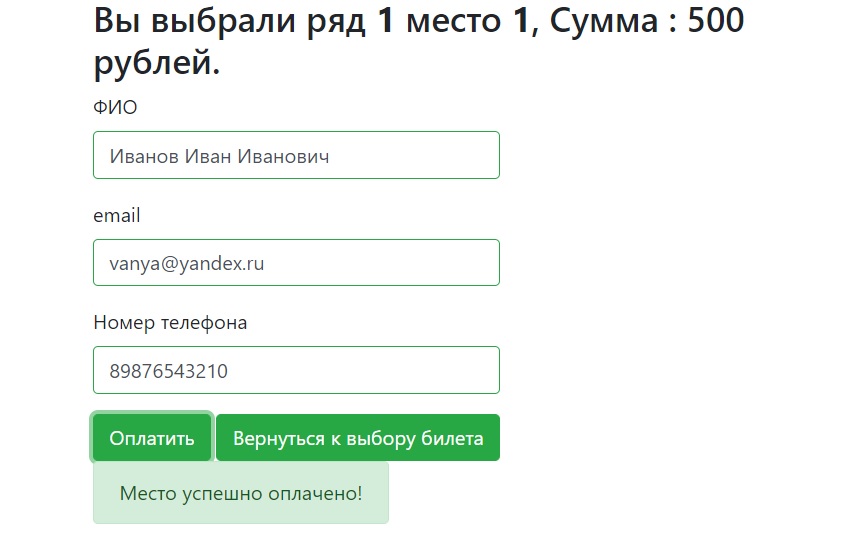 Вы выбрали ряд 1 место 1, Сумма : 500
рублей.
ФИО
Иванов Иван Иванович
email
vanya@yandex.ru
Номер телефона
89876543210
Оплатить Вернуться к выбору билета
Место успешно оплачено!